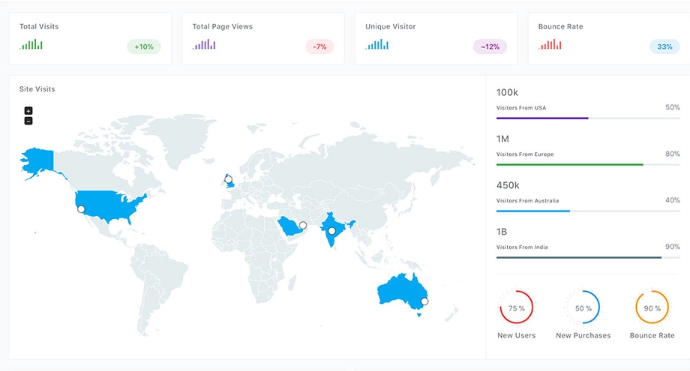 Total Visits
+10%
Total Page Views
-7%
Unique Visitor
~12%
Bounce Rate
33%
Site Visits
+
-
100k
Visitors From USA
50%
1M
Visitors From Europe
80%
450k
Visitors From Australia
40%
1B
Visitors From India
90%
75 %
New Users
50 %
New Purchases
90 %
Bounce Rate